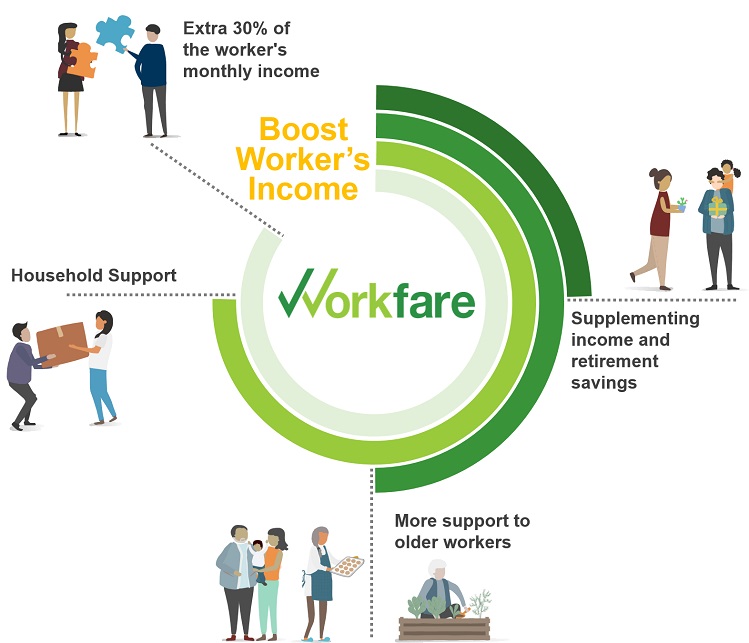 Extra 30% of
the worker's
monthly income
Boost
Worker's
Income
Household Support
Workfare
Supplementing
income and
retirement
savings
More support to
older workers